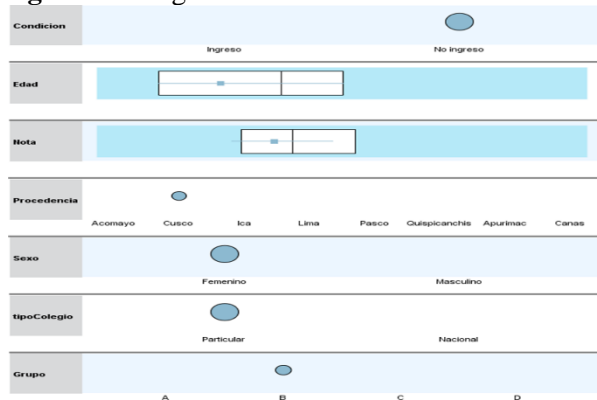 Condicion
Ingreso No ingreso
Edad
Nota
Procedencia
Acomayo Cusco Ica Lima Pasco Quispicanchis Apurimac Canas
Sexo
Femenino Masculino
tipoColegio
Particular Nacional
Grupo
A B C D